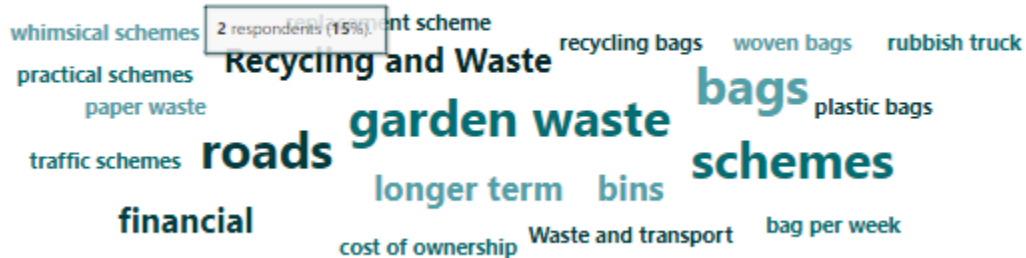 replacement scheme
whimsical schemes
2 respondents (15%).
recycling bags
woven bags
rubbish truck
Recycling and Waste
practical schemes
bags
paper waste
plastic bags
garden waste
roads
traffic schemes
schemes
longer term
bins
financial
bag per week
Waste and transport
cost of ownership